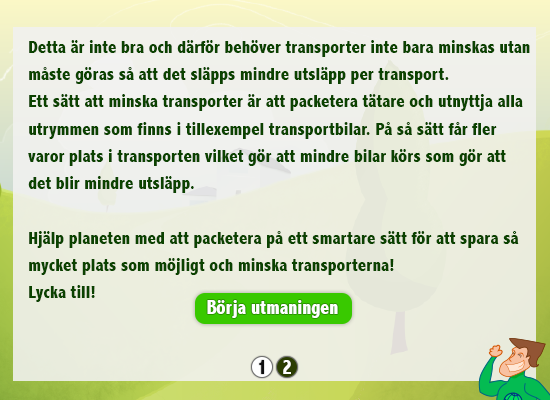 Detta är inte bra och därför behöver transporter inte bara minskas utan
måste göras så att det släpps mindre utsläpp per transport.
Ett sätt att minska transporter är att packetera tätare och utnyttja alla
utrymmen som finns i tillexempel transportbilar. På så sätt får fler
varor plats i transporten vilket gör att mindre bilar körs som gör att
det blir mindre utsläpp.
Hjälp planeten med att packetera på ett smartare sätt för att spara så
mycket plats som möjligt och minska transporterna!
Lycka till!
Börja utmaningen
1 2